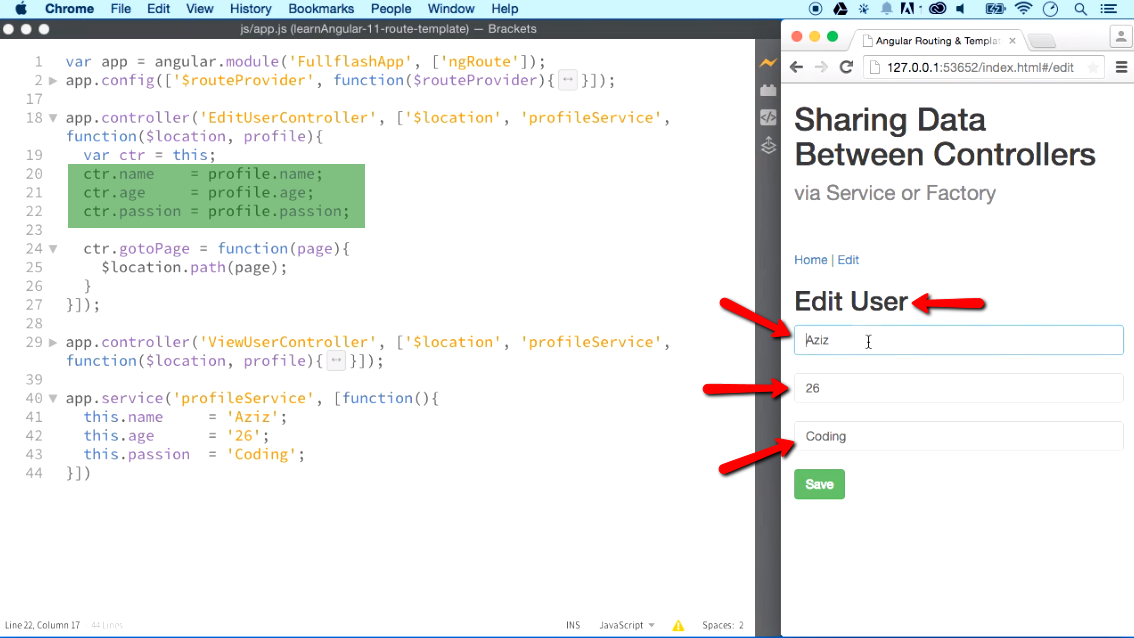 Chrome File Edit View History Bookmarks People Window Help
js/app.js (learnAngular-11-route-template) — Brackets
1 var app = angular.module('FullflashApp', ['ngRoute']);
2 app.config(['$routeProvider', function($routeProvider){ ↔ }]);
17
18 app.controller('EditUserController', ['$location', 'profileService',
function($location, profile){
19 var ctr = this;
20 ctr.name = profile.name;
21 ctr.age = profile.age;
22 ctr.passion = profile.passion;
23
24 ctr.gotoPage = function(page){
25 $location.path(page);
26 }
27 }]);
28
29 app.controller('ViewUserController', ['$location', 'profileService',
function($location, profile){ ↔ }]);
39
40 app.service('profileService', [function(){
41 this.name = 'Aziz';
42 this.age = '26';
43 this.passion = 'Coding';
44 }])
Line 22, Column 17 44 Lines
INS JavaScript Spaces: 2
Angular Routing & Templat
127.0.0.1:53652/index.html#/edit
Sharing Data
Between Controllers
via Service or Factory
Home | Edit
Edit User
Aziz
26
Coding
Save